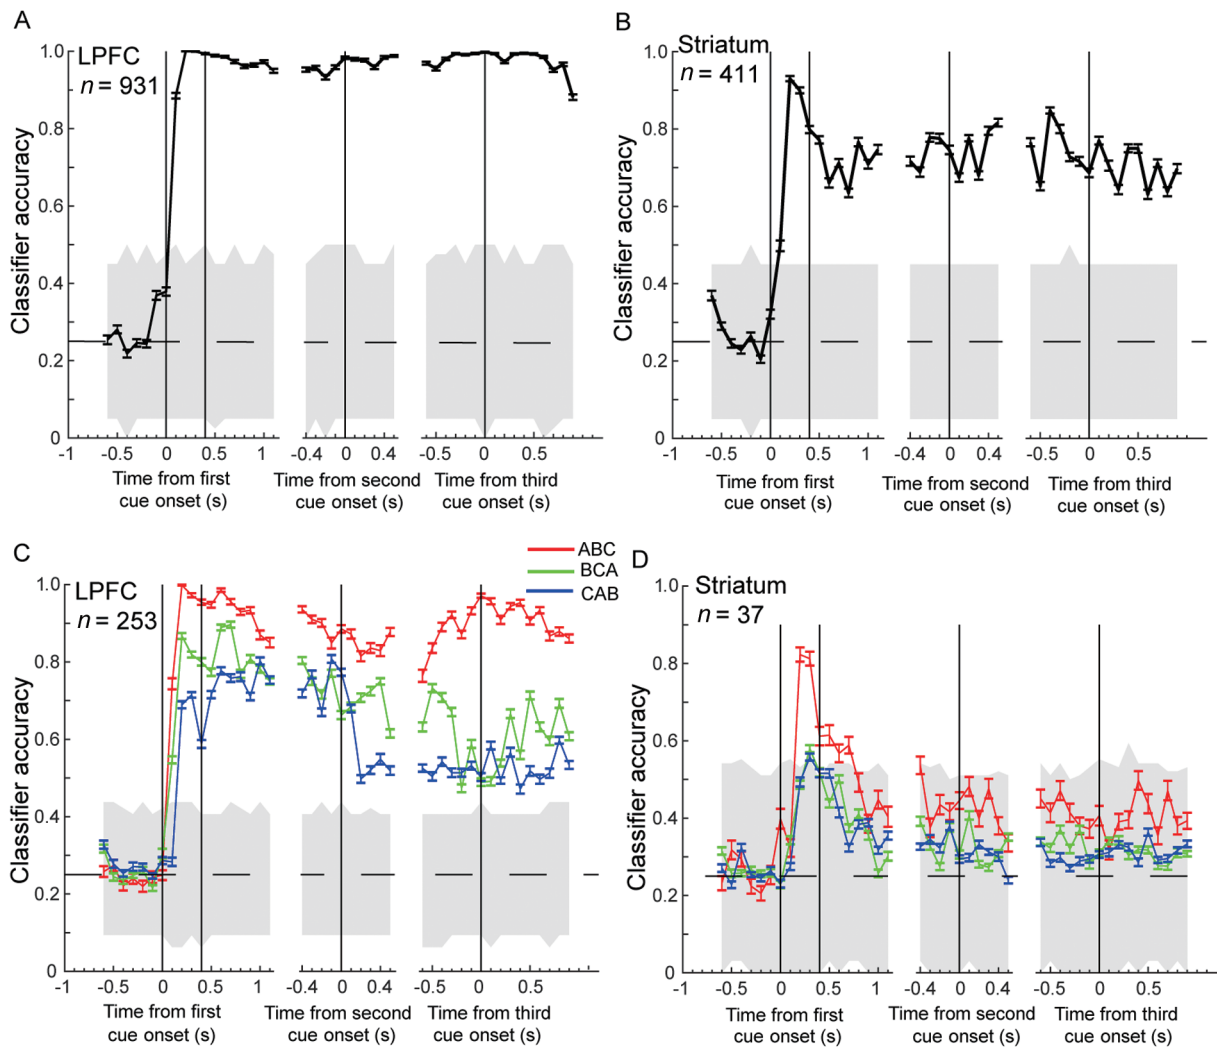 A
LPFC
n = 931
Classifier accuracy
1.0
0.8
0.6
0.4
0.2
0
-1 -0.5 0 0.5 1
-0.4 0 0.4
-0.5 0 0.5
Time from first
cue onset (s)
Time from second
cue onset (s)
Time from third
cue onset (s)
B
Striatum
n = 411
Classifier accuracy
1.0
0.8
0.6
0.4
0.2
0
-1 -0.5 0 0.5 1
-0.4 0 0.4
-0.5 0 0.5
Time from first
cue onset (s)
Time from second
cue onset (s)
Time from third
cue onset (s)
C
LPFC
n = 253
ABC
BCA
CAB
Classifier accuracy
1.0
0.8
0.6
0.4
0.2
0
-1 -0.5 0 0.5 1
-0.4 0 0.4
-0.5 0 0.5
Time from first
cue onset (s)
Time from second
cue onset (s)
Time from third
cue onset (s)
D
Striatum
n = 37
Classifier accuracy
1.0
0.8
0.6
0.4
0.2
0
-1 -0.5 0 0.5 1
-0.4 0 0.4
-0.5 0 0.5
Time from first
cue onset (s)
Time from second
cue onset (s)
Time from third
cue onset (s)